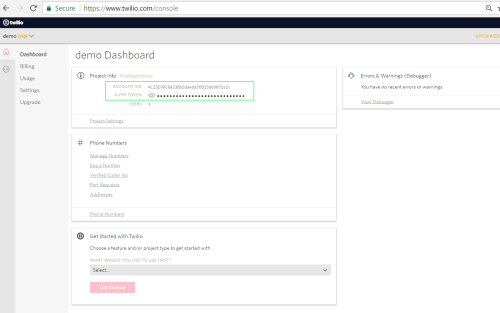 Secure https://www.twilio.com/console
twilio
demo trial UPGRADE
Dashboard
Billing
Usage
Settings
Upgrade
demo Dashboard
Project Info
ACCOUNT SID
AUTH TOKEN
USERS 1
Project Settings
Errors & Warnings (Debugger)
You have no recent errors or warnings.
View Debugger
Phone Numbers
Manage Numbers
Buy a Number
Verified Caller Ids
Port Requests
Addresses
Phone Numbers
Get Started with Twilio
Choose a feature and/or project type to get started with
WHAT WOULD YOU LIKE TO USE FIRST?
Select...
Get Started